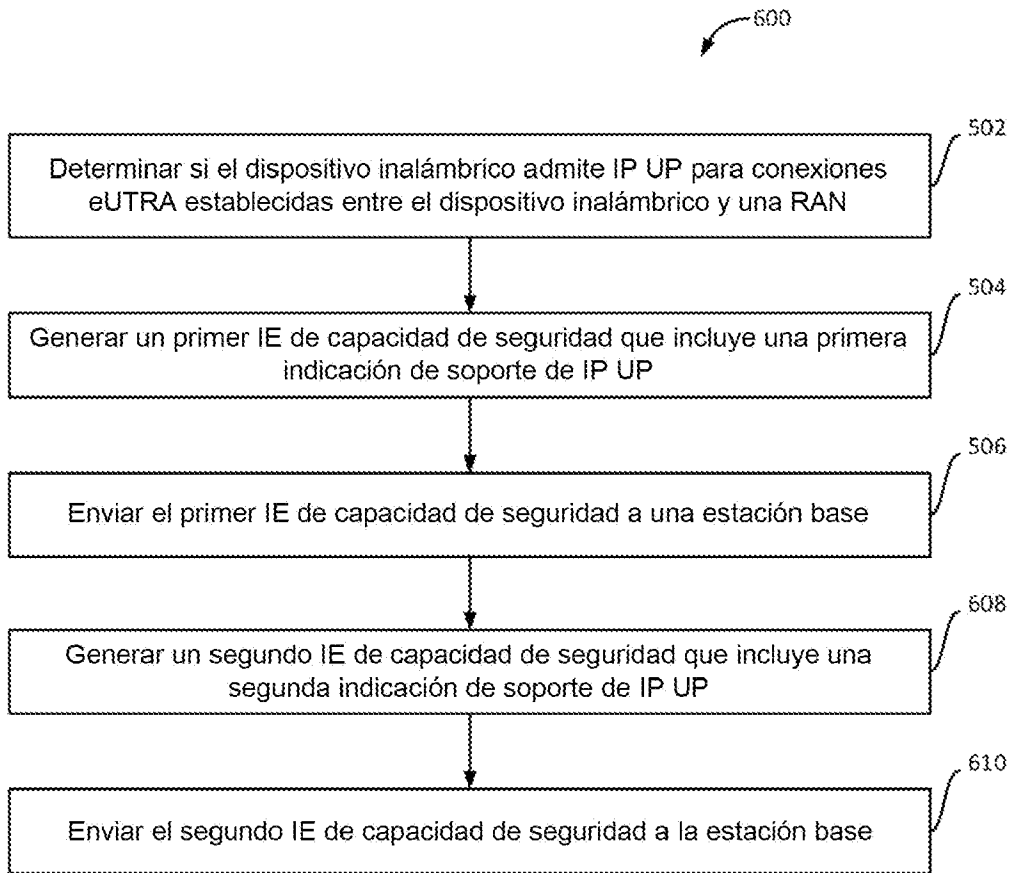 600
502
Determinar si el dispositivo inalámbrico admite IP UP para conexiones
eUTRA establecidas entre el dispositivo inalámbrico y una RAN
504
Generar un primer IE de capacidad de seguridad que incluye una primera
indicación de soporte de IP UP
506
Enviar el primer IE de capacidad de seguridad a una estación base
608
Generar un segundo IE de capacidad de seguridad que incluye una
segunda indicación de soporte de IP UP
610
Enviar el segundo IE de capacidad de seguridad a la estación base